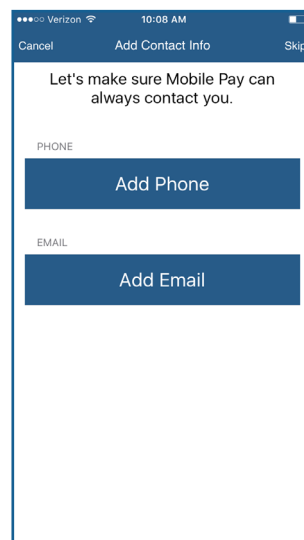 ●●●○○ Verizon 10:08 AM
Cancel Add Contact Info Skip
Let's make sure Mobile Pay can
always contact you.
PHONE
Add Phone
EMAIL
Add Email